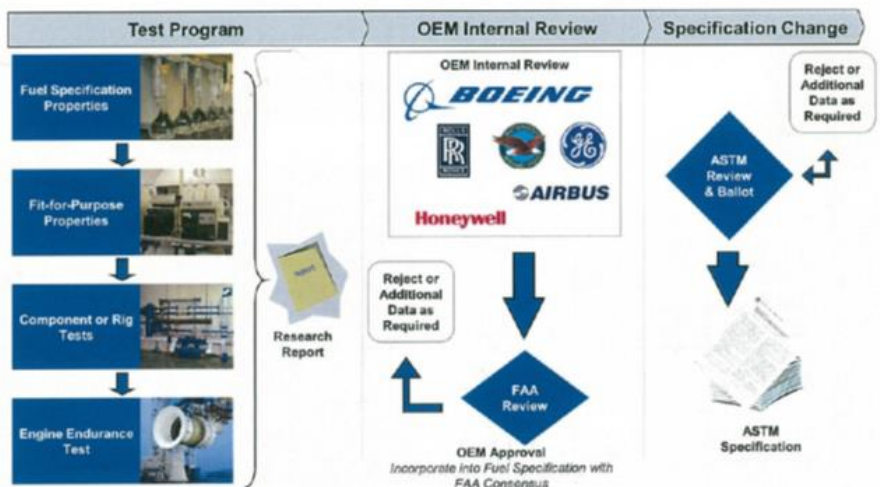 Test Program
OEM Internal Review
Specification Change
Fuel Specification
Properties
Fit-for-Purpose
Properties
Component or Rig
Tests
Engine Endurance
Test
Research
Report
OEM Internal Review
BOEING
AIRBUS
Honeywell
Reject or
Additional
Data as
Required
FAA
Review
OEM Approval
Incorporate into Fuel Specification with
FAA Consensus
Reject or
Additional
Data as
Required
ASTM
Review
& Ballot
ASTM
Specification